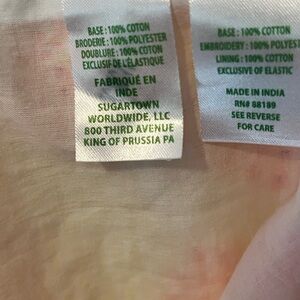 BASE: 100% COTON
BRODERIE: 100% POLYESTER
DOUBLURE: 100% COTON
EXCLUSIF DE L'ÉLASTIQUE
FABRIQUÉ EN
INDE
SUGARTOWN
WORLDWIDE, LLC
800 THIRD AVENUE
KING OF PRUSSIA PA
BASE: 100% COTTON
EMBROIDERY: 100% POLYEST
LINING: 100% COTTON
EXCLUSIVE OF ELASTIC
MADE IN INDIA
RN# 88189
SEE REVERSE
FOR CARE